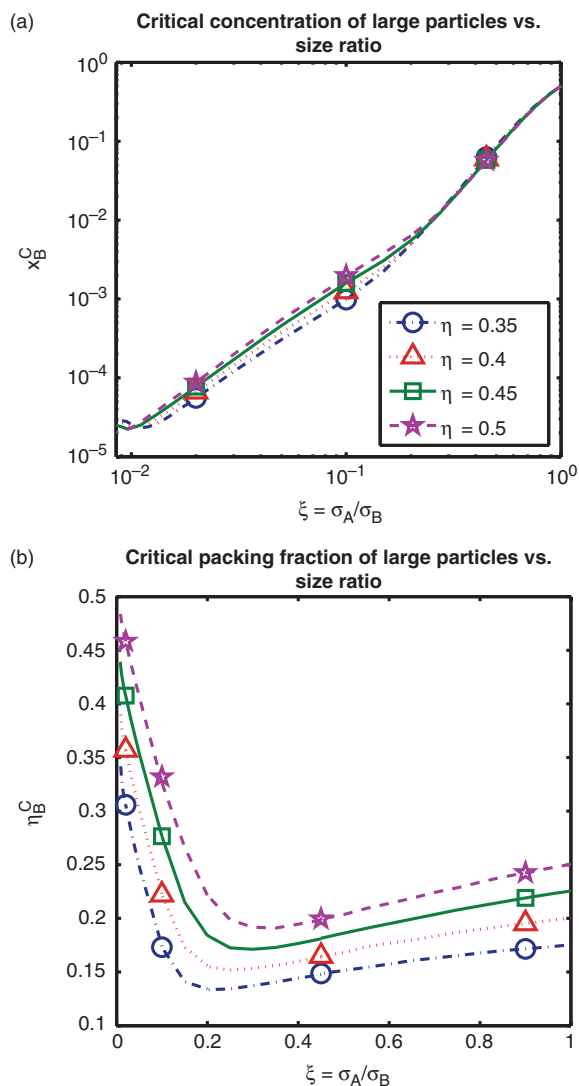 (a)
Critical concentration of large particles vs.
size ratio
10^0
10^-1
10^-2
10^-3
10^-4
10^-5
x_B^C
η = 0.35
η = 0.4
η = 0.45
η = 0.5
10^-2
10^-1
10^0
ξ = σ_A/σ_B
(b)
Critical packing fraction of large particles vs.
size ratio
0.5
0.45
0.4
0.35
0.3
0.25
0.2
0.15
0.1
η_B^C
0
0.2
0.4
0.6
0.8
1
ξ = σ_A/σ_B